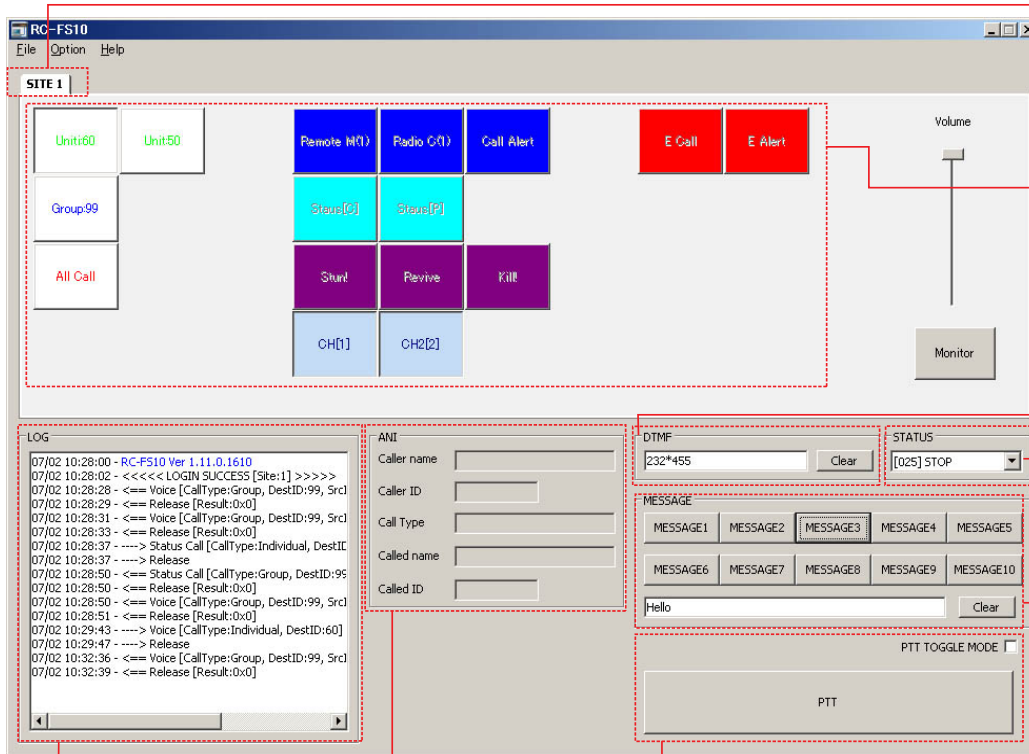 RC-FS10
File Option Help
SITE 1
Unit:60 Unit:50 Remote M(1) Radio C(1) Call Alert E Call E Alert Volume
Group:99 Staus[C] Staus[P]
All Call Stun! Revive Kill!
CH[1] CH2[2] Monitor
LOG
07/02 10:28:00 - RC-FS10 Ver 1.11.0.1610
07/02 10:28:02 - <<<<< LOGIN SUCCESS [Site:1] >>>>>
07/02 10:28:28 - <== Voice [CallType:Group, DestID:99, SrcI
07/02 10:28:29 - <== Release [Result:0x0]
07/02 10:28:31 - <== Voice [CallType:Group, DestID:99, SrcI
07/02 10:28:33 - <== Release [Result:0x0]
07/02 10:28:37 - ----> Status Call [CallType:Individual, DestID
07/02 10:28:37 - ----> Release
07/02 10:28:50 - <== Status Call [CallType:Group, DestID:99
07/02 10:28:50 - <== Release [Result:0x0]
07/02 10:28:50 - <== Voice [CallType:Group, DestID:99, SrcI
07/02 10:28:51 - <== Release [Result:0x0]
07/02 10:29:43 - ----> Voice [CallType:Individual, DestID:60]
07/02 10:29:47 - ----> Release
07/02 10:32:36 - <== Voice [CallType:Group, DestID:99, SrcI
07/02 10:32:39 - <== Release [Result:0x0]
ANI
Caller name
Caller ID
Call Type
Called name
Called ID
DTMF
232*455 Clear
STATUS
[025] STOP
MESSAGE
MESSAGE1 MESSAGE2 MESSAGE3 MESSAGE4 MESSAGE5
MESSAGE6 MESSAGE7 MESSAGE8 MESSAGE9 MESSAGE10
Hello Clear
PTT TOGGLE MODE
PTT